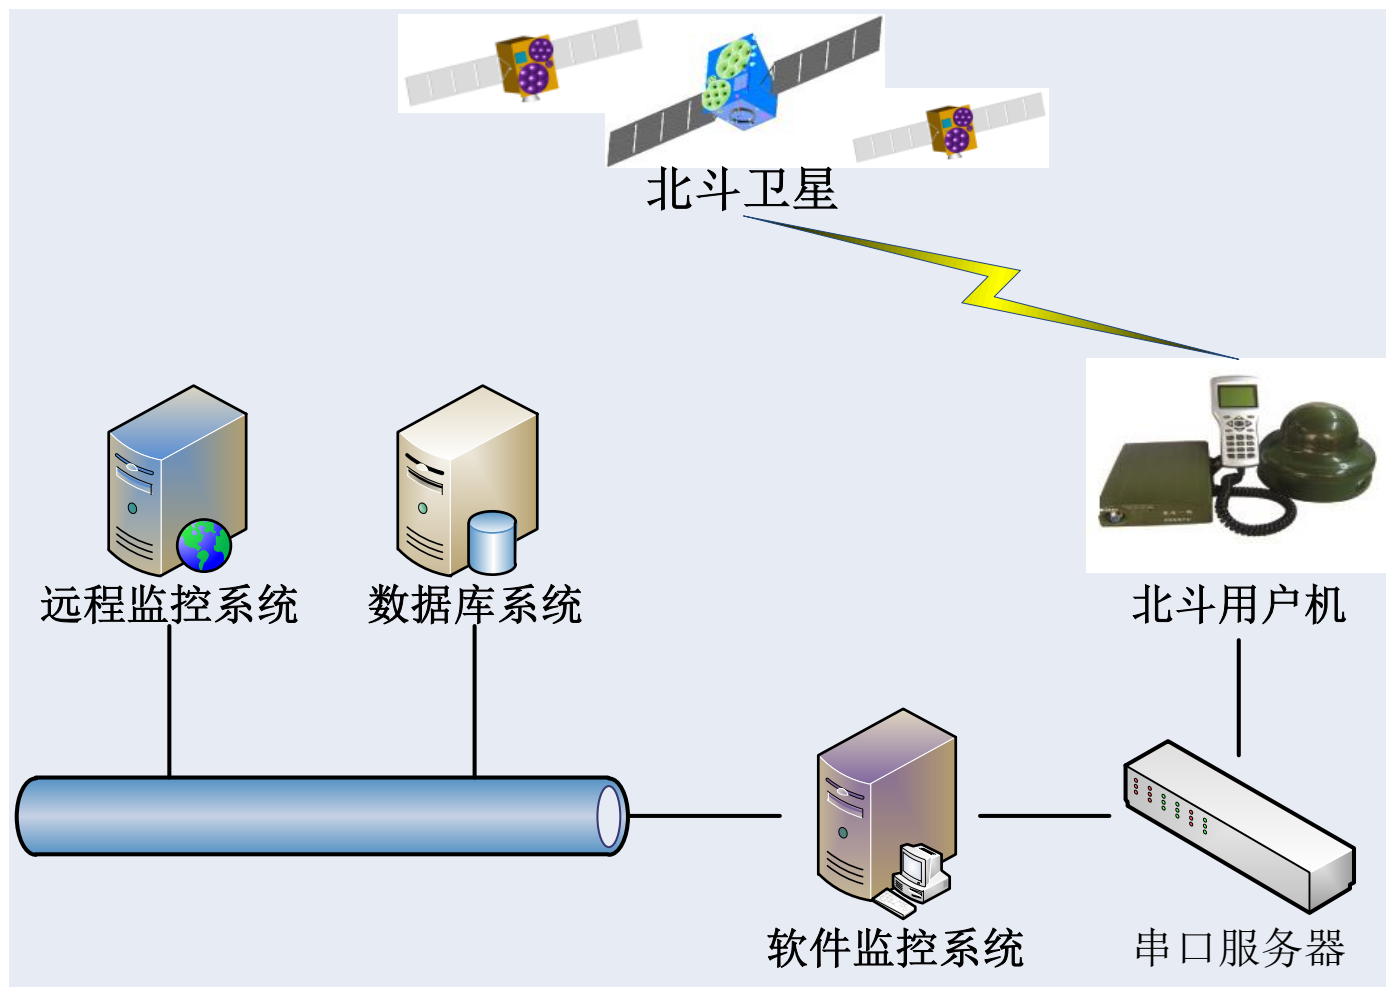 北斗卫星
远程监控系统
数据库系统
北斗用户机
软件监控系统
串口服务器